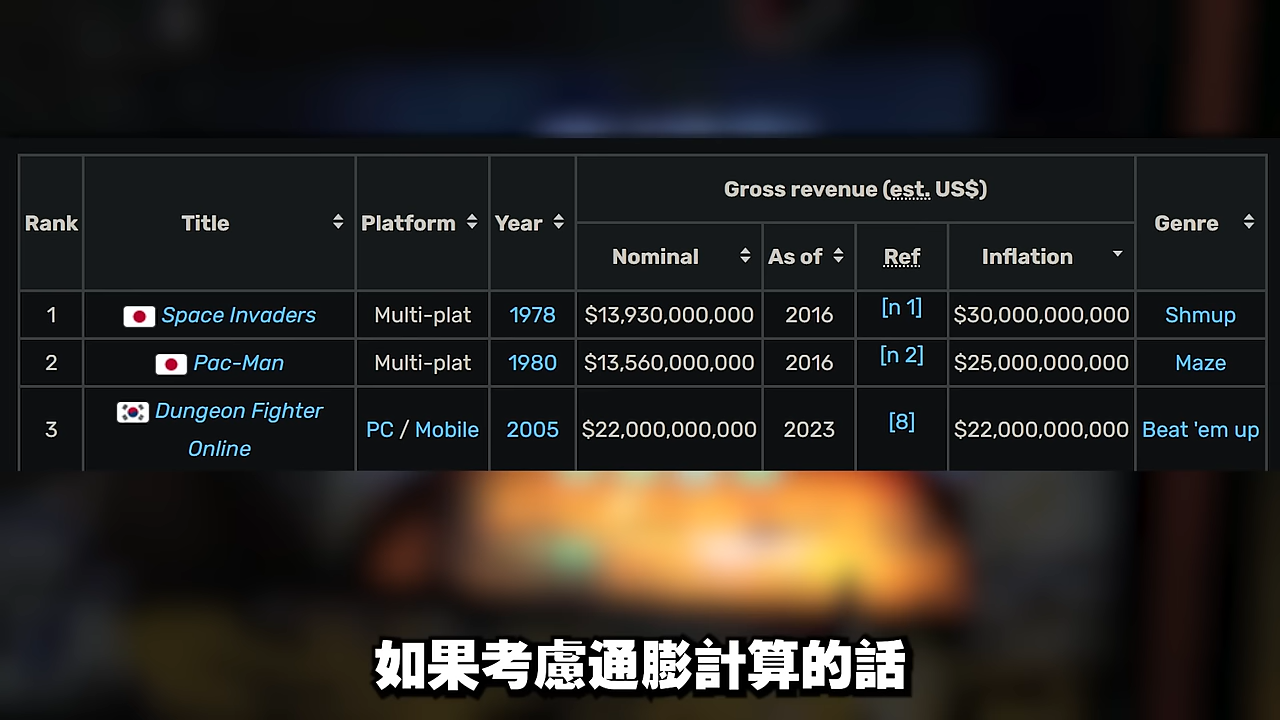 Rank Title Platform Year Gross revenue (est. US$) Genre
Nominal As of Ref Inflation
1 Space Invaders Multi-plat 1978 $13,930,000,000 2016 [n 1] $30,000,000,000 Shmup
2 Pac-Man Multi-plat 1980 $13,560,000,000 2016 [n 2] $25,000,000,000 Maze
3 Dungeon Fighter Online PC / Mobile 2005 $22,000,000,000 2023 [8] $22,000,000,000 Beat 'em up
如果考慮通膨計算的話